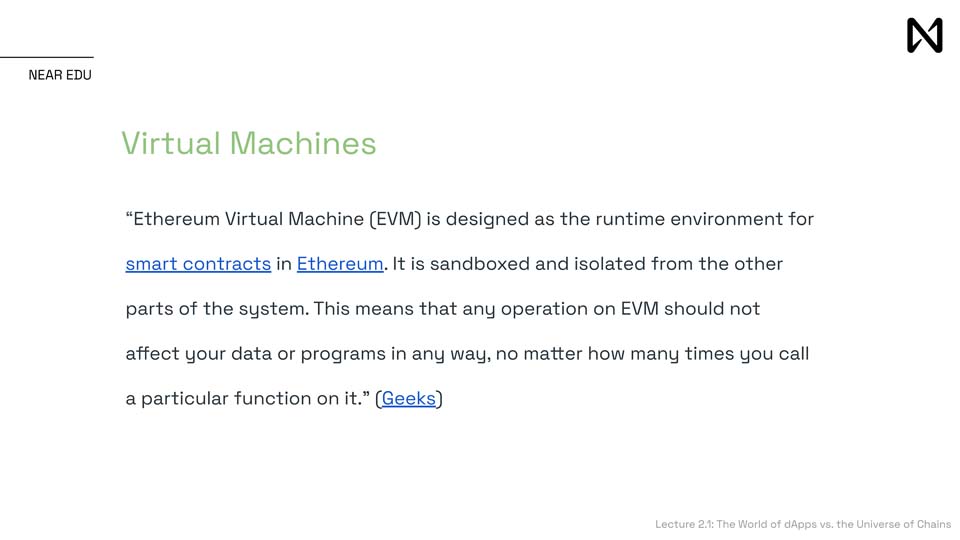 NEAR EDU
Virtual Machines
“Ethereum Virtual Machine (EVM) is designed as the runtime environment for
smart contracts in Ethereum. It is sandboxed and isolated from the other
parts of the system. This means that any operation on EVM should not
affect your data or programs in any way, no matter how many times you call
a particular function on it.” (Geeks)
Lecture 2.1: The World of dApps vs. the Universe of Chains